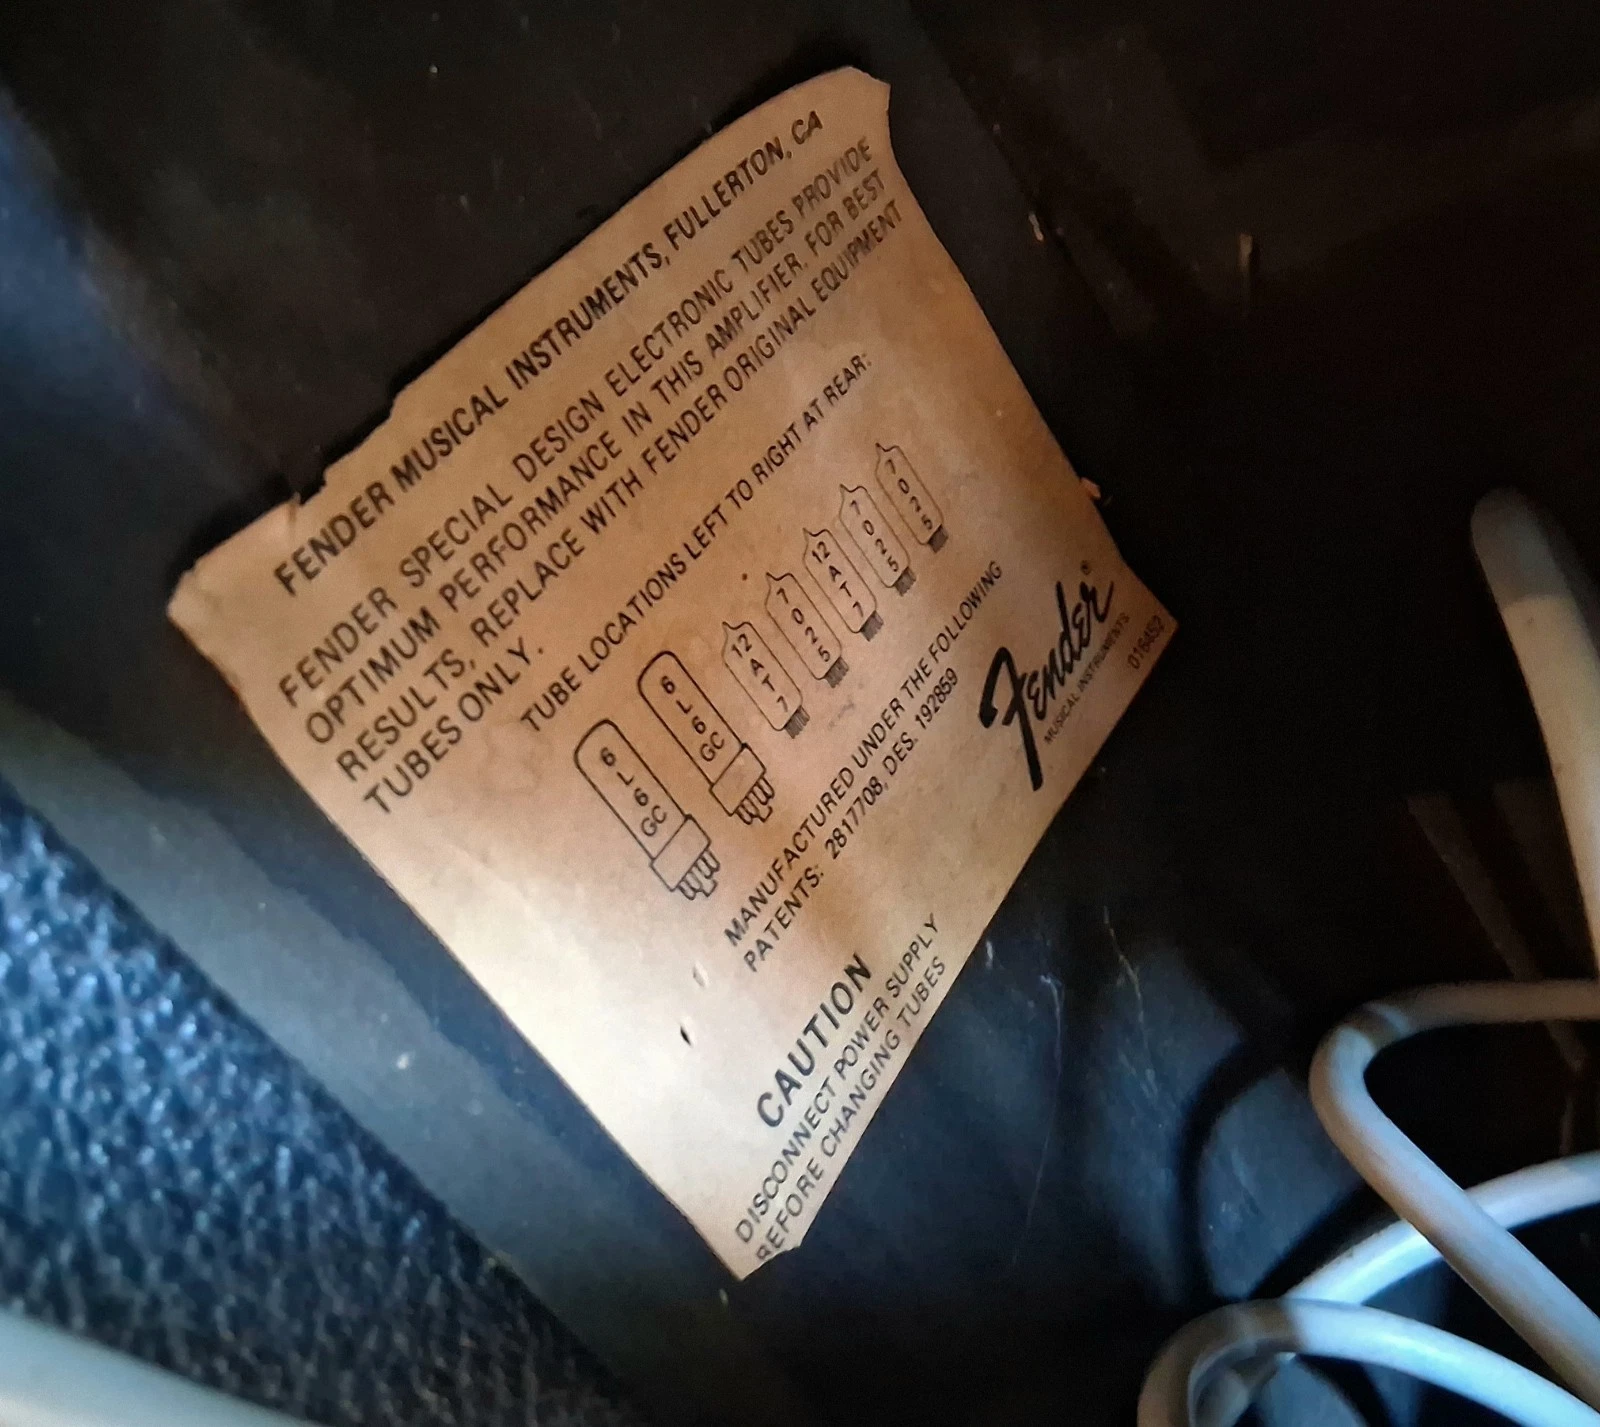 FENDER MUSICAL INSTRUMENTS, FULLERTON, CA
FENDER SPECIAL DESIGN ELECTRONIC TUBES PROVIDE
OPTIMUM PERFORMANCE IN THIS AMPLIFIER. FOR BEST
RESULTS, REPLACE WITH FENDER ORIGINAL EQUIPMENT
TUBES ONLY.
TUBE LOCATIONS LEFT TO RIGHT AT REAR:
6L6GC
6L6GC
12AT7
7025
12AT7
7025
7025
MANUFACTURED UNDER THE FOLLOWING
PATENTS: 2817708, DES. 192859
Fender®
MUSICAL INSTRUMENTS
016452
CAUTION
DISCONNECT POWER SUPPLY
BEFORE CHANGING TUBES